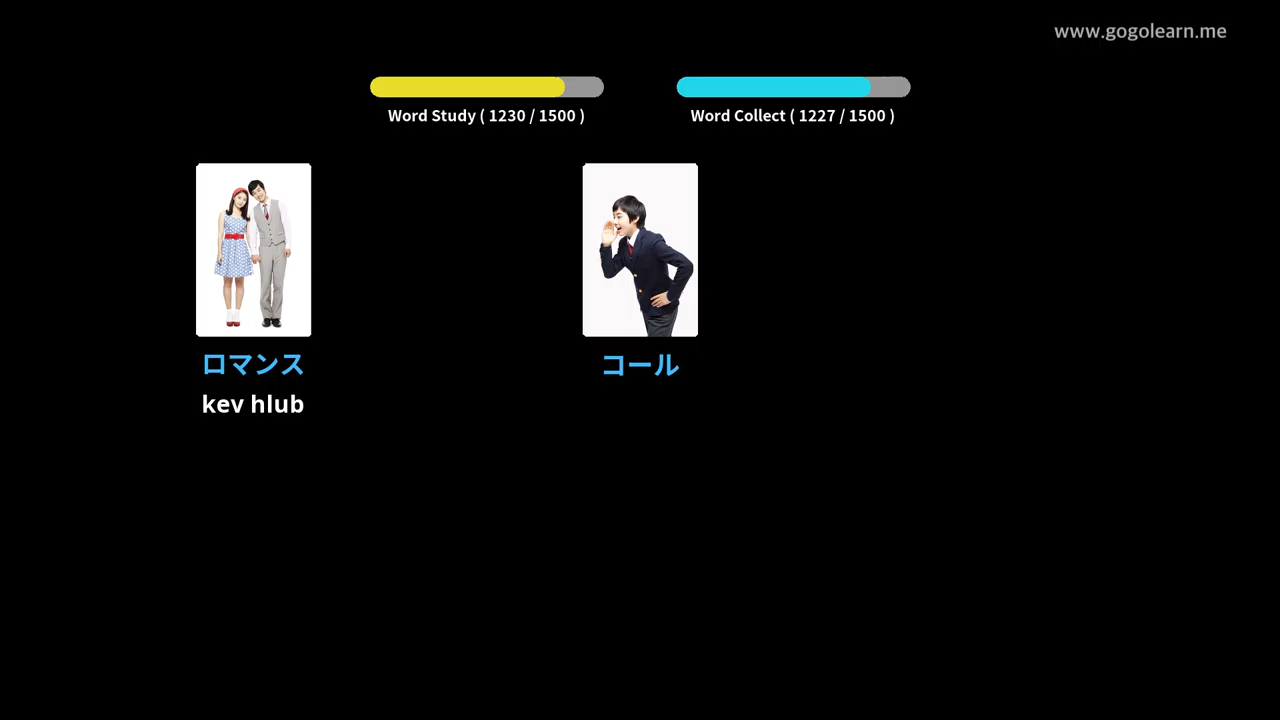 www.gogolearn.me
Word Study ( 1230 / 1500 )
Word Collect ( 1227 / 1500 )
ロマンス
コール
kev hlub